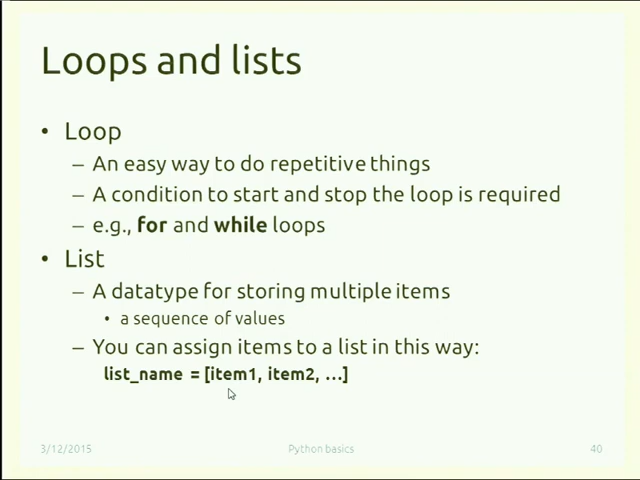 Loops and lists
• Loop
– An easy way to do repetitive things
– A condition to start and stop the loop is required
– e.g., for and while loops
• List
– A datatype for storing multiple items
• a sequence of values
– You can assign items to a list in this way:
list_name = [item1, item2, …]
3/12/2015 Python basics 40